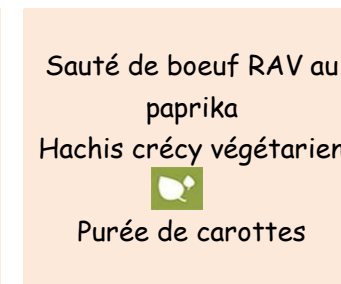 Sauté de boeuf RAV au
paprika
Hachis crécy végétarien
Purée de carottes